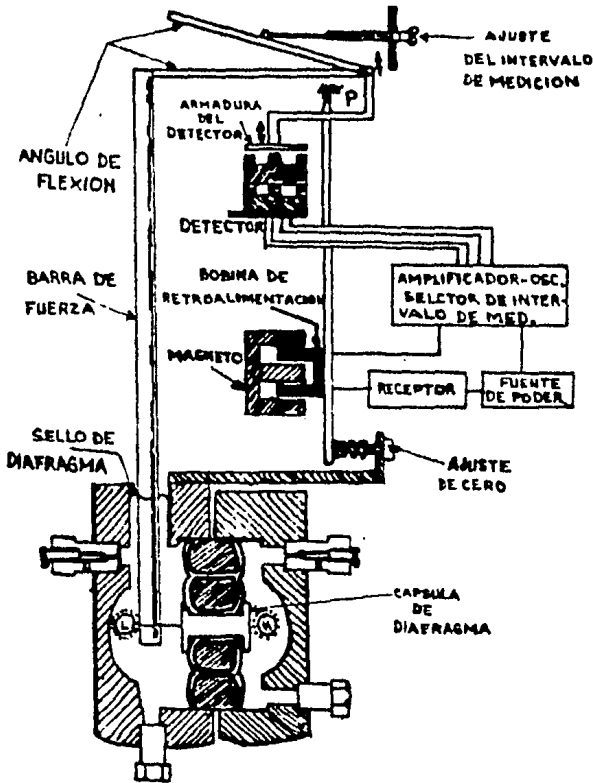 AJUSTE
DEL INTERVALO
DE MEDICION
P
ARMADURA
DEL
DETECTOR
ANGULO DE
FLEXION
DETECTOR
BARRA DE
FUERZA
BOBINA DE
RETROALIMENTACION
AMPLIFICADOR-OSC.
SELCTOR DE INTER-
VALO DE MED.
MAGNETO
RECEPTOR
FUENTE
DE PODER
SELLO DE
DIAFRAGMA
AJUSTE
DE CERO
CAPSULA
DE
DIAFRAGMA
L
H